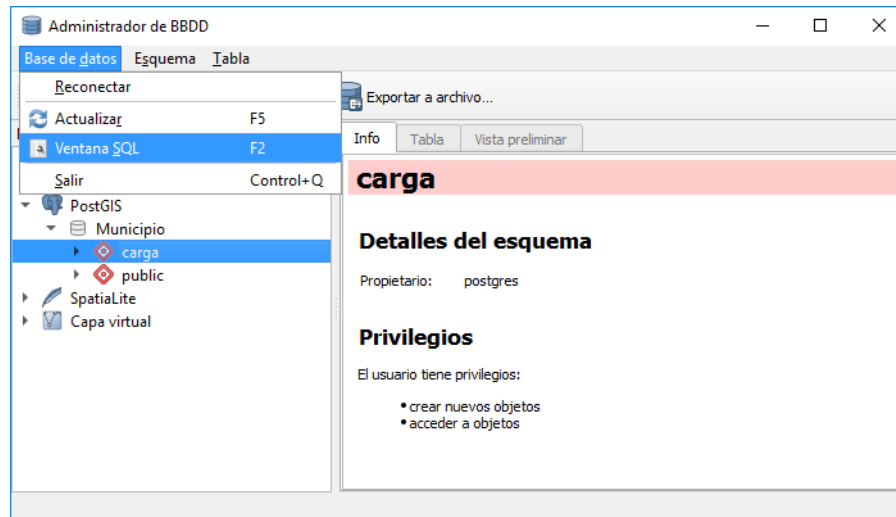 Administrador de BBDD
Base de datos Esquema Tabla
Reconectar
Exportar a archivo...
Actualizar F5
Info Tabla Vista preliminar
Ventana SQL F2
Salir Control+Q
carga
PostGIS
Municipio
carga
public
SpatiaLite
Capa virtual
Detalles del esquema
Propietario: postgres
Privilegios
El usuario tiene privilegios:
• crear nuevos objetos
• acceder a objetos